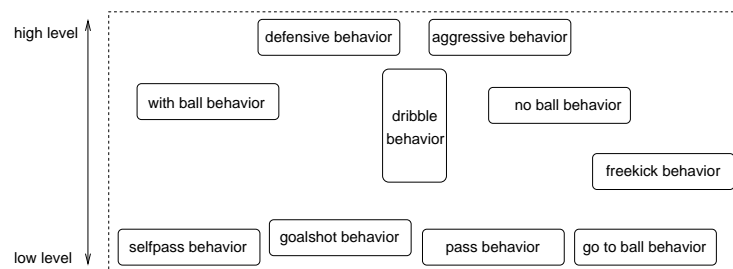 high level
defensive behavior
aggressive behavior
with ball behavior
dribble
behavior
no ball behavior
freekick behavior
selfpass behavior
goalshot behavior
pass behavior
go to ball behavior
low level